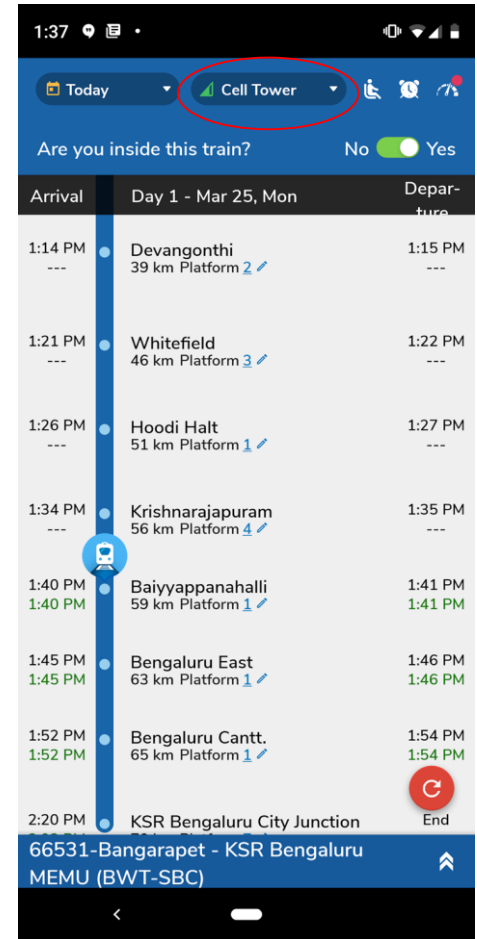 1:37
Today
Cell Tower
Are you inside this train? No Yes
Arrival Day 1 - Mar 25, Mon Depar-
ture
1:14 PM Devangonthi 1:15 PM
--- 39 km Platform 2 ---
1:21 PM Whitefield 1:22 PM
--- 46 km Platform 3 ---
1:26 PM Hoodi Halt 1:27 PM
--- 51 km Platform 1 ---
1:34 PM Krishnarajapuram 1:35 PM
--- 56 km Platform 4 ---
1:40 PM Baiyyappanahalli 1:41 PM
1:40 PM 59 km Platform 1 1:41 PM
1:45 PM Bengaluru East 1:46 PM
1:45 PM 63 km Platform 1 1:46 PM
1:52 PM Bengaluru Cantt. 1:54 PM
1:52 PM 65 km Platform 1 1:54 PM
2:20 PM KSR Bengaluru City Junction End
66531-Bangarapet - KSR Bengaluru
MEMU (BWT-SBC)